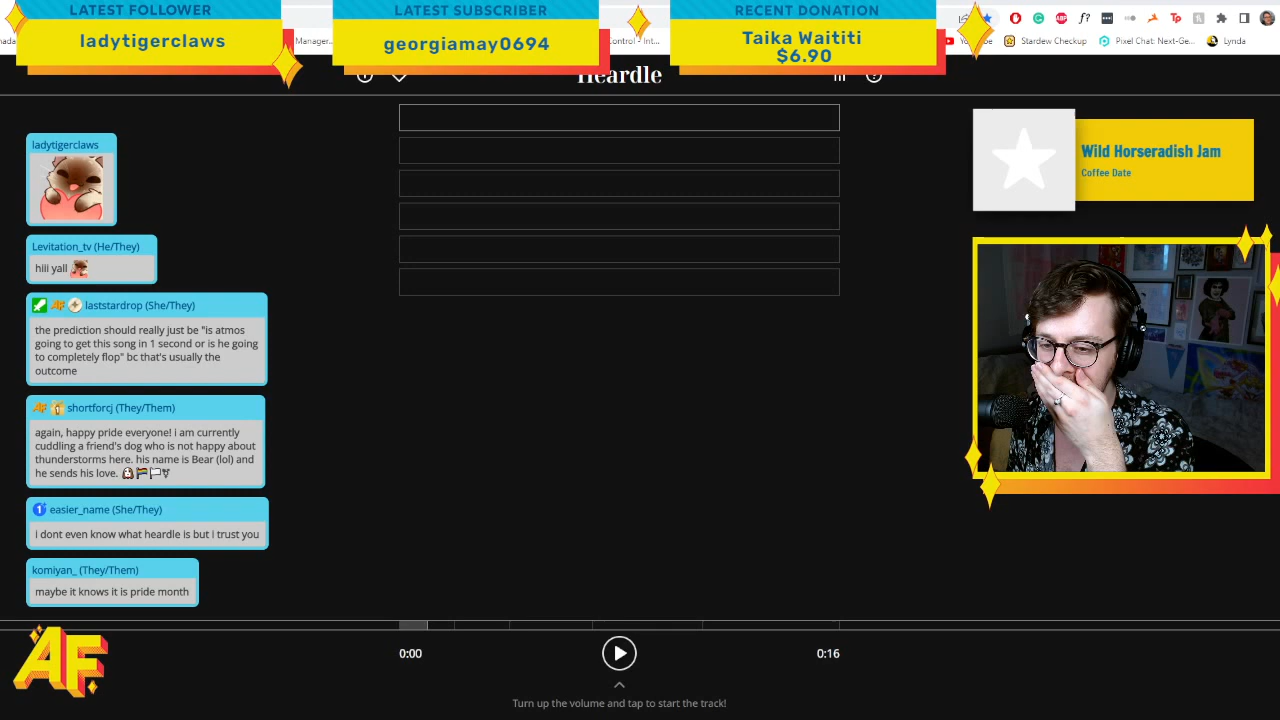 LATEST FOLLOWER
ladytigerclaws
LATEST SUBSCRIBER
georgiamay0694
RECENT DONATION
Taika Waititi
$6.90
Manager...
ontrol - Int...
Stardew Checkup
Pixel Chat: Next-Ge...
Lynda
Heardle
ladytigerclaws
Levitation_tv (He/They)
hiii yall
laststardrop (She/They)
the prediction should really just be "is atmos
going to get this song in 1 second or is he going
to completely flop" bc that's usually the
outcome
shortforcj (They/Them)
again, happy pride everyone! i am currently
cuddling a friend's dog who is not happy about
thunderstorms here. his name is Bear (lol) and
he sends his love.
easier_name (She/They)
i dont even know what heardle is but i trust you
komiyan_ (They/Them)
maybe it knows it is pride month
Wild Horseradish Jam
Coffee Date
AF
0:00
0:16
Turn up the volume and tap to start the track!